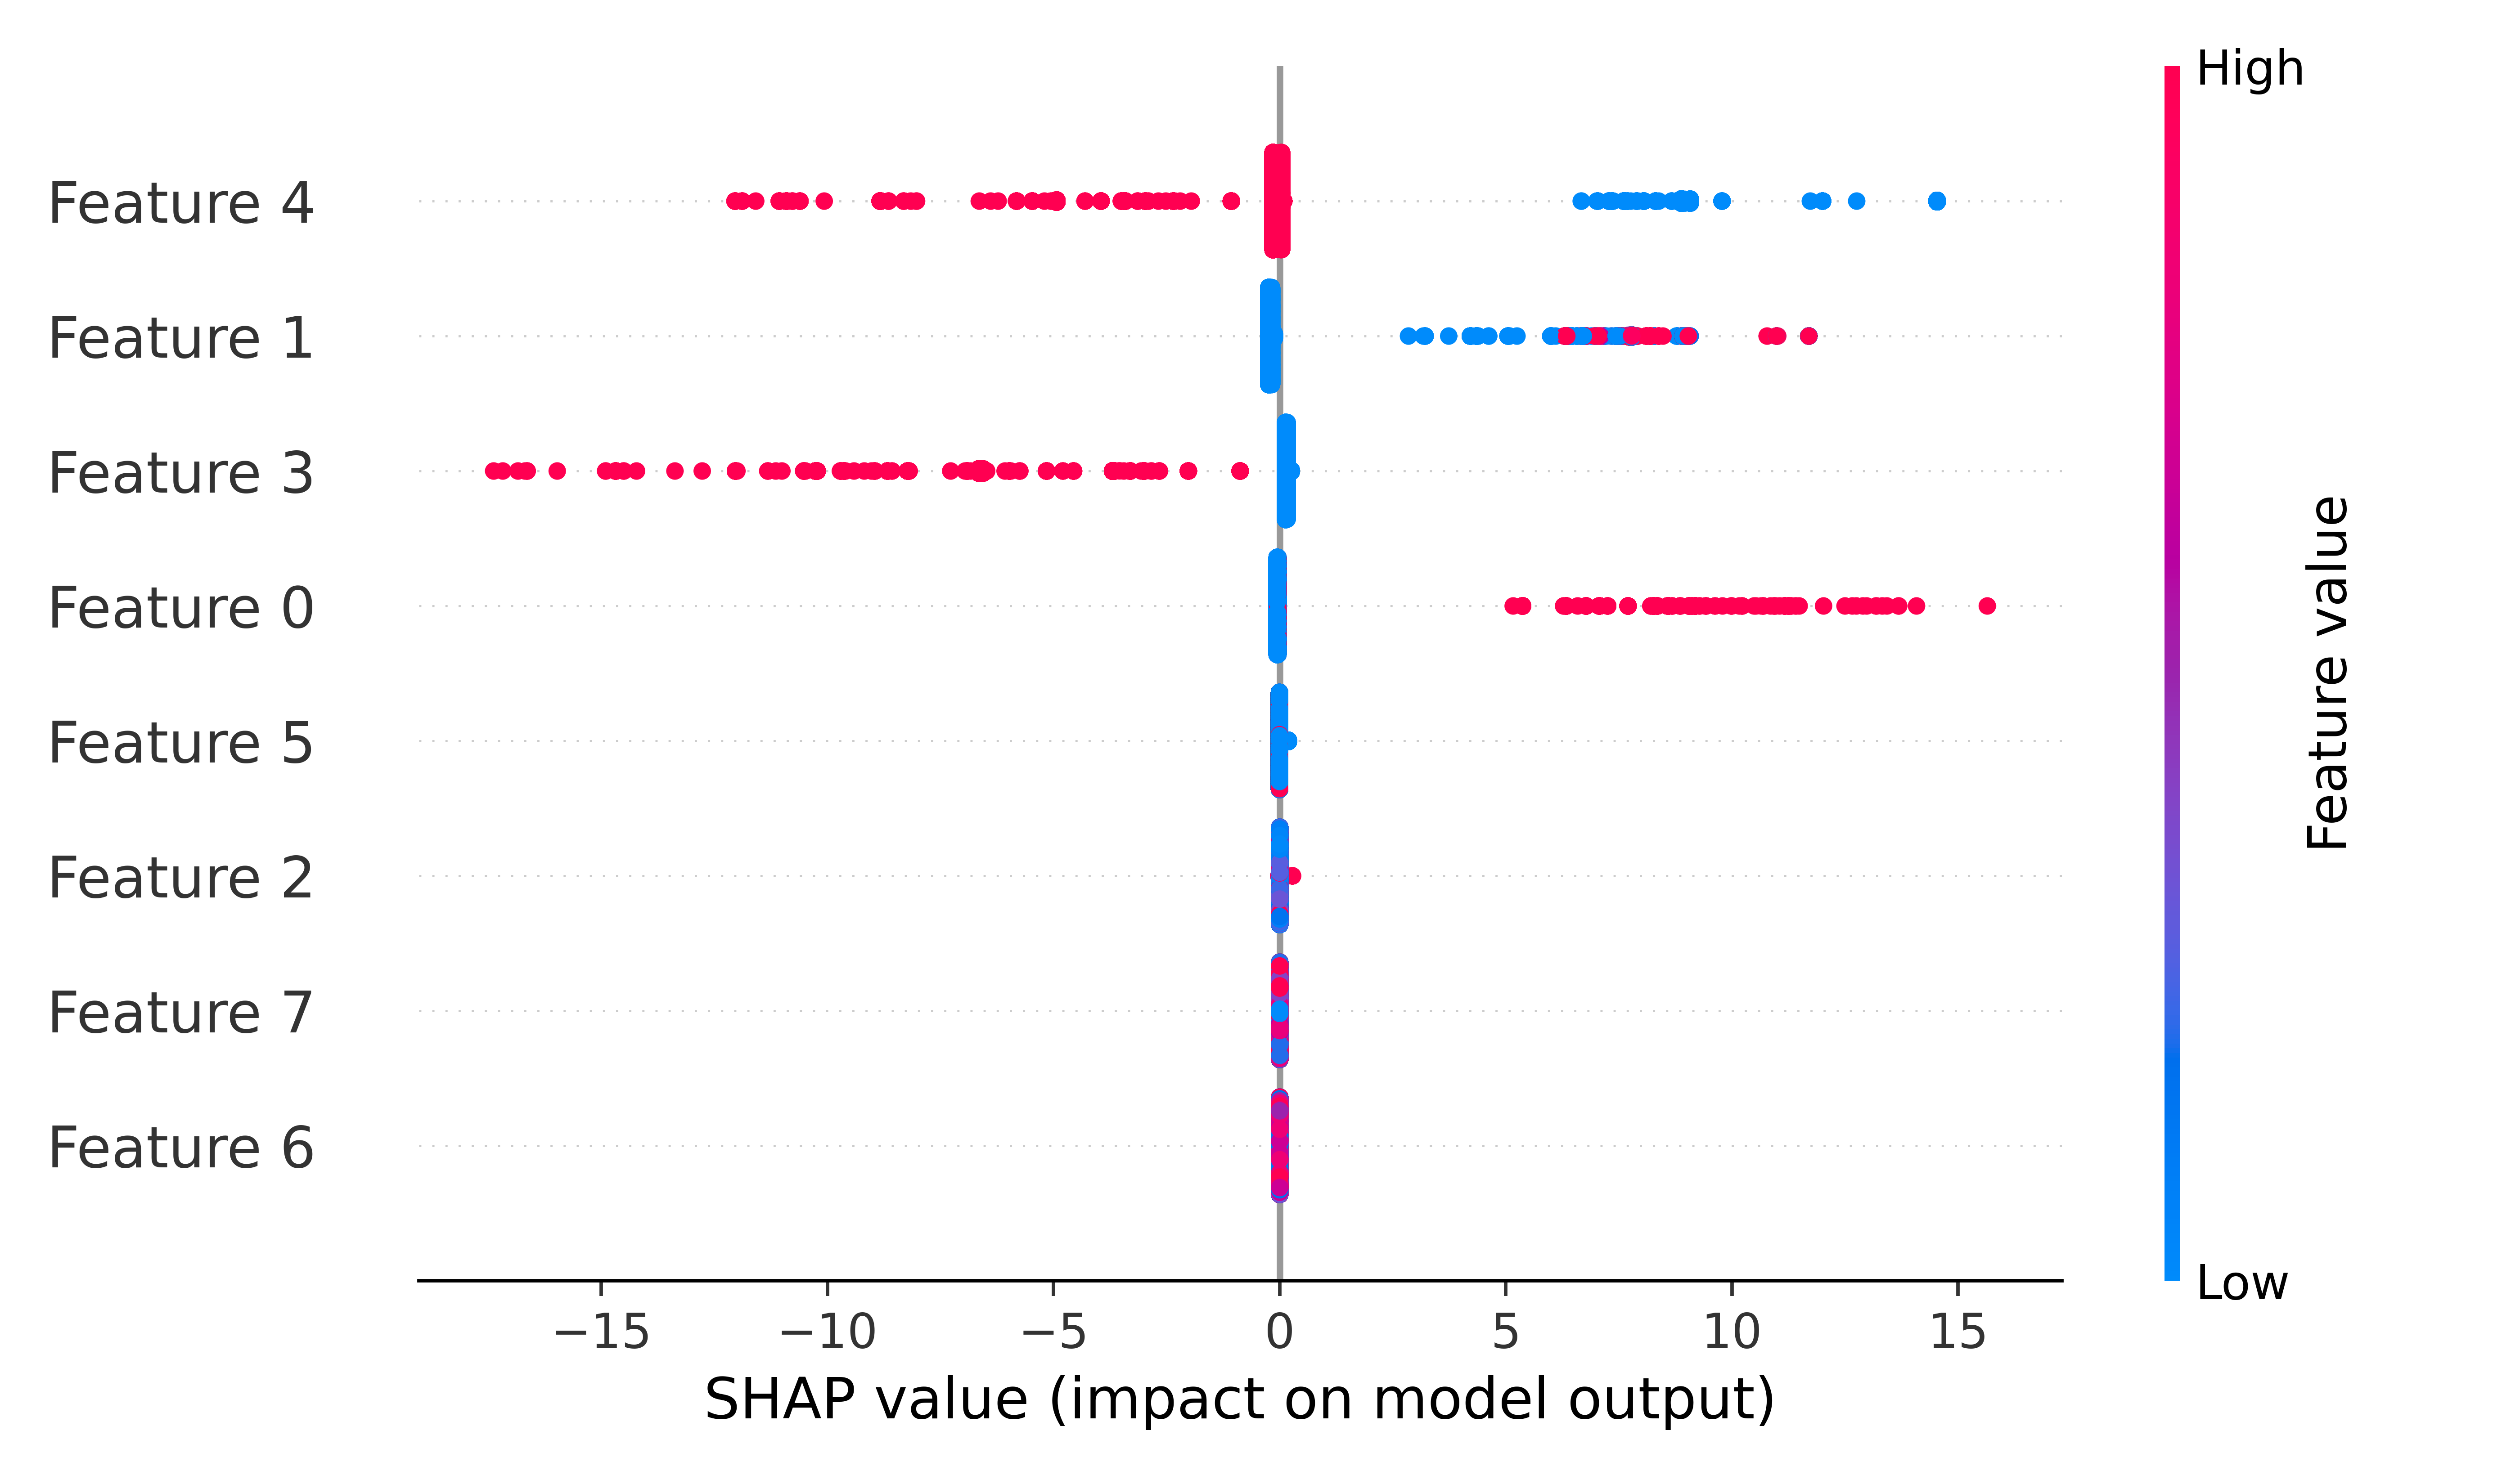 High
Feature 4
Feature 1
Feature 3
Feature 0
Feature 5
Feature 2
Feature 7
Feature 6
Feature value
Low
−15 −10 −5 0 5 10 15
SHAP value (impact on model output)